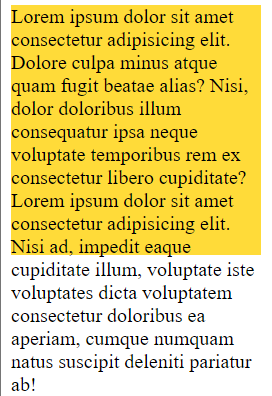 Lorem ipsum dolor sit amet
consectetur adipisicing elit.
Dolore culpa minus atque
quam fugit beatae alias? Nisi,
dolor doloribus illum
consequatur ipsa neque
voluptate temporibus rem ex
consectetur libero cupiditate?
Lorem ipsum dolor sit amet
consectetur adipisicing elit.
Nisi ad, impedit eaque
cupiditate illum, voluptate iste
voluptates dicta voluptatem
consectetur doloribus ea
aperiam, cumque numquam
natus suscipit deleniti pariatur
ab!